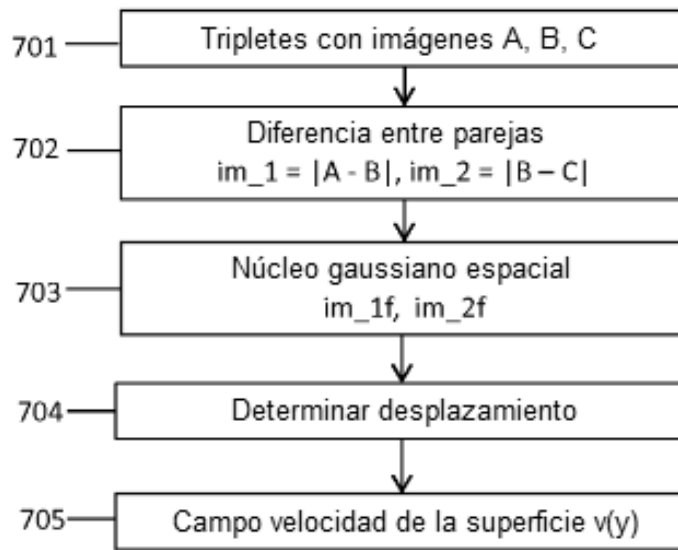 701
Tripletes con imágenes A, B, C
702
Diferencia entre parejas
im_1 = |A - B|, im_2 = |B – C|
703
Núcleo gaussiano espacial
im_1f, im_2f
704
Determinar desplazamiento
705
Campo velocidad de la superficie v(y)